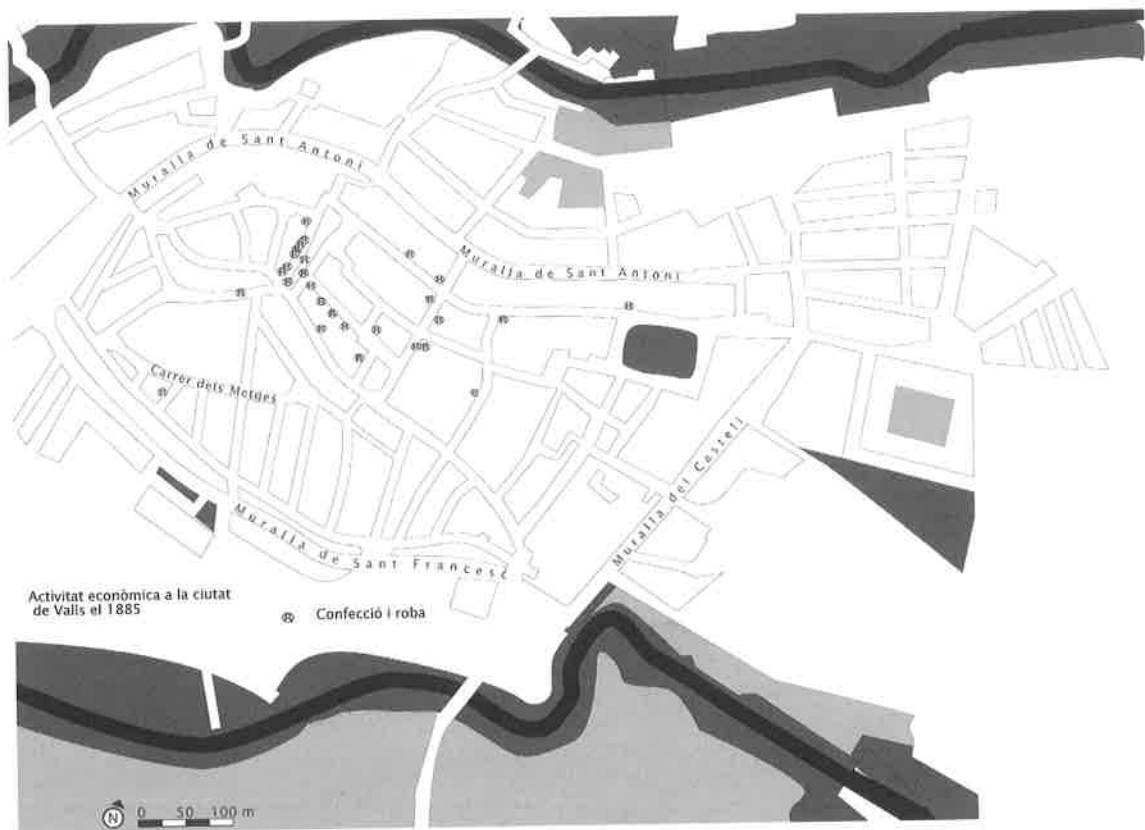 Muralla de Sant Antoni
Muralla de Sant Antoni
Carrer dels Metges
Muralla del Castell
Muralla de Sant Francesc
Activitat econòmica a la ciutat
de Valls el 1885
Confecció i roba
N 0 50 100 m